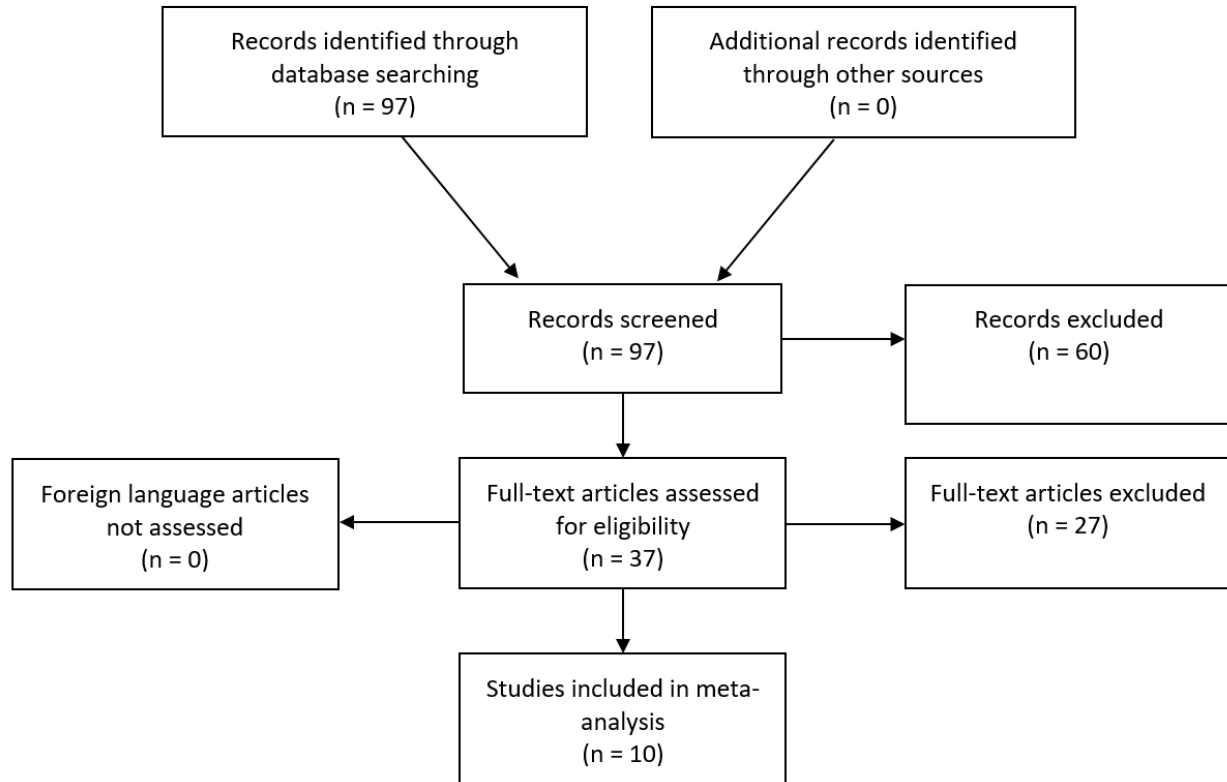 Records identified through
database searching
(n = 97)
Additional records identified
through other sources
(n = 0)
Records screened
(n = 97)
Records excluded
(n = 60)
Foreign language articles
not assessed
(n = 0)
Full-text articles assessed
for eligibility
(n = 37)
Full-text articles excluded
(n = 27)
Studies included in meta-
analysis
(n = 10)